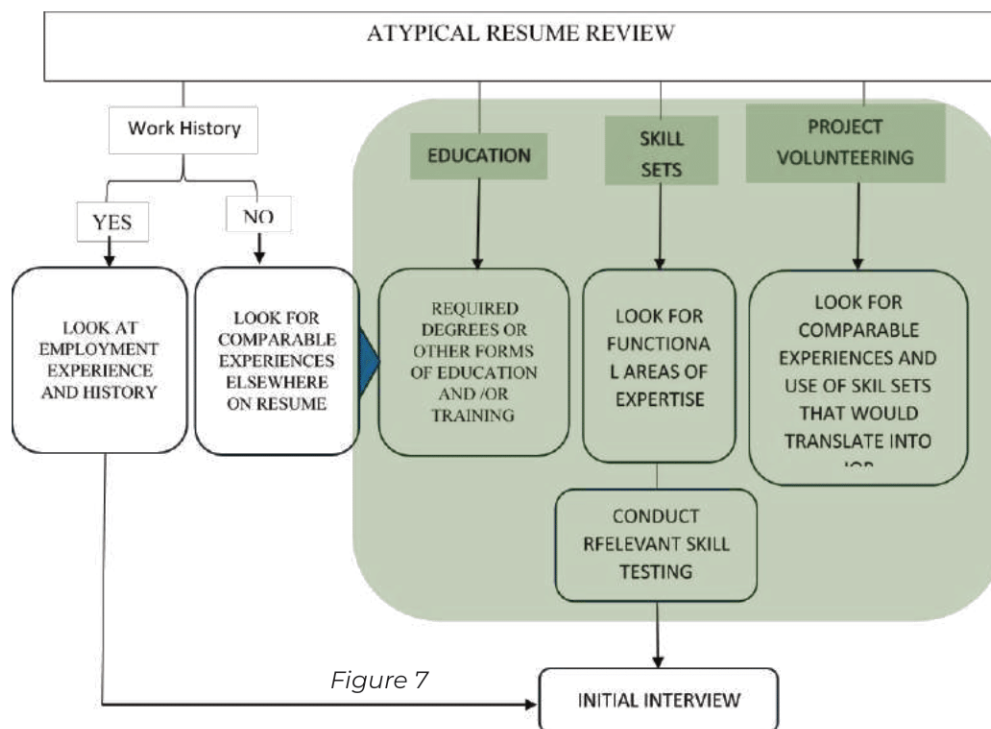 ATYPICAL RESUME REVIEW
Work History
EDUCATION
SKILL
SETS
PROJECT
VOLUNTEERING
YES
NO
LOOK AT
EMPLOYMENT
EXPERIENCE
AND HISTORY
LOOK FOR
COMPARABLE
EXPERIENCES
ELSEWHERE
ON RESUME
REQUIRED
DEGREES OR
OTHER FORMS
OF EDUCATION
AND /OR
TRAINING
LOOK FOR
FUNCTIONA
L AREAS OF
EXPERTISE
LOOK FOR
COMPARABLE
EXPERIENCES AND
USE OF SKIL SETS
THAT WOULD
TRANSLATE INTO
CONDUCT
RFELEVANT SKILL
TESTING
Figure 7
INITIAL INTERVIEW